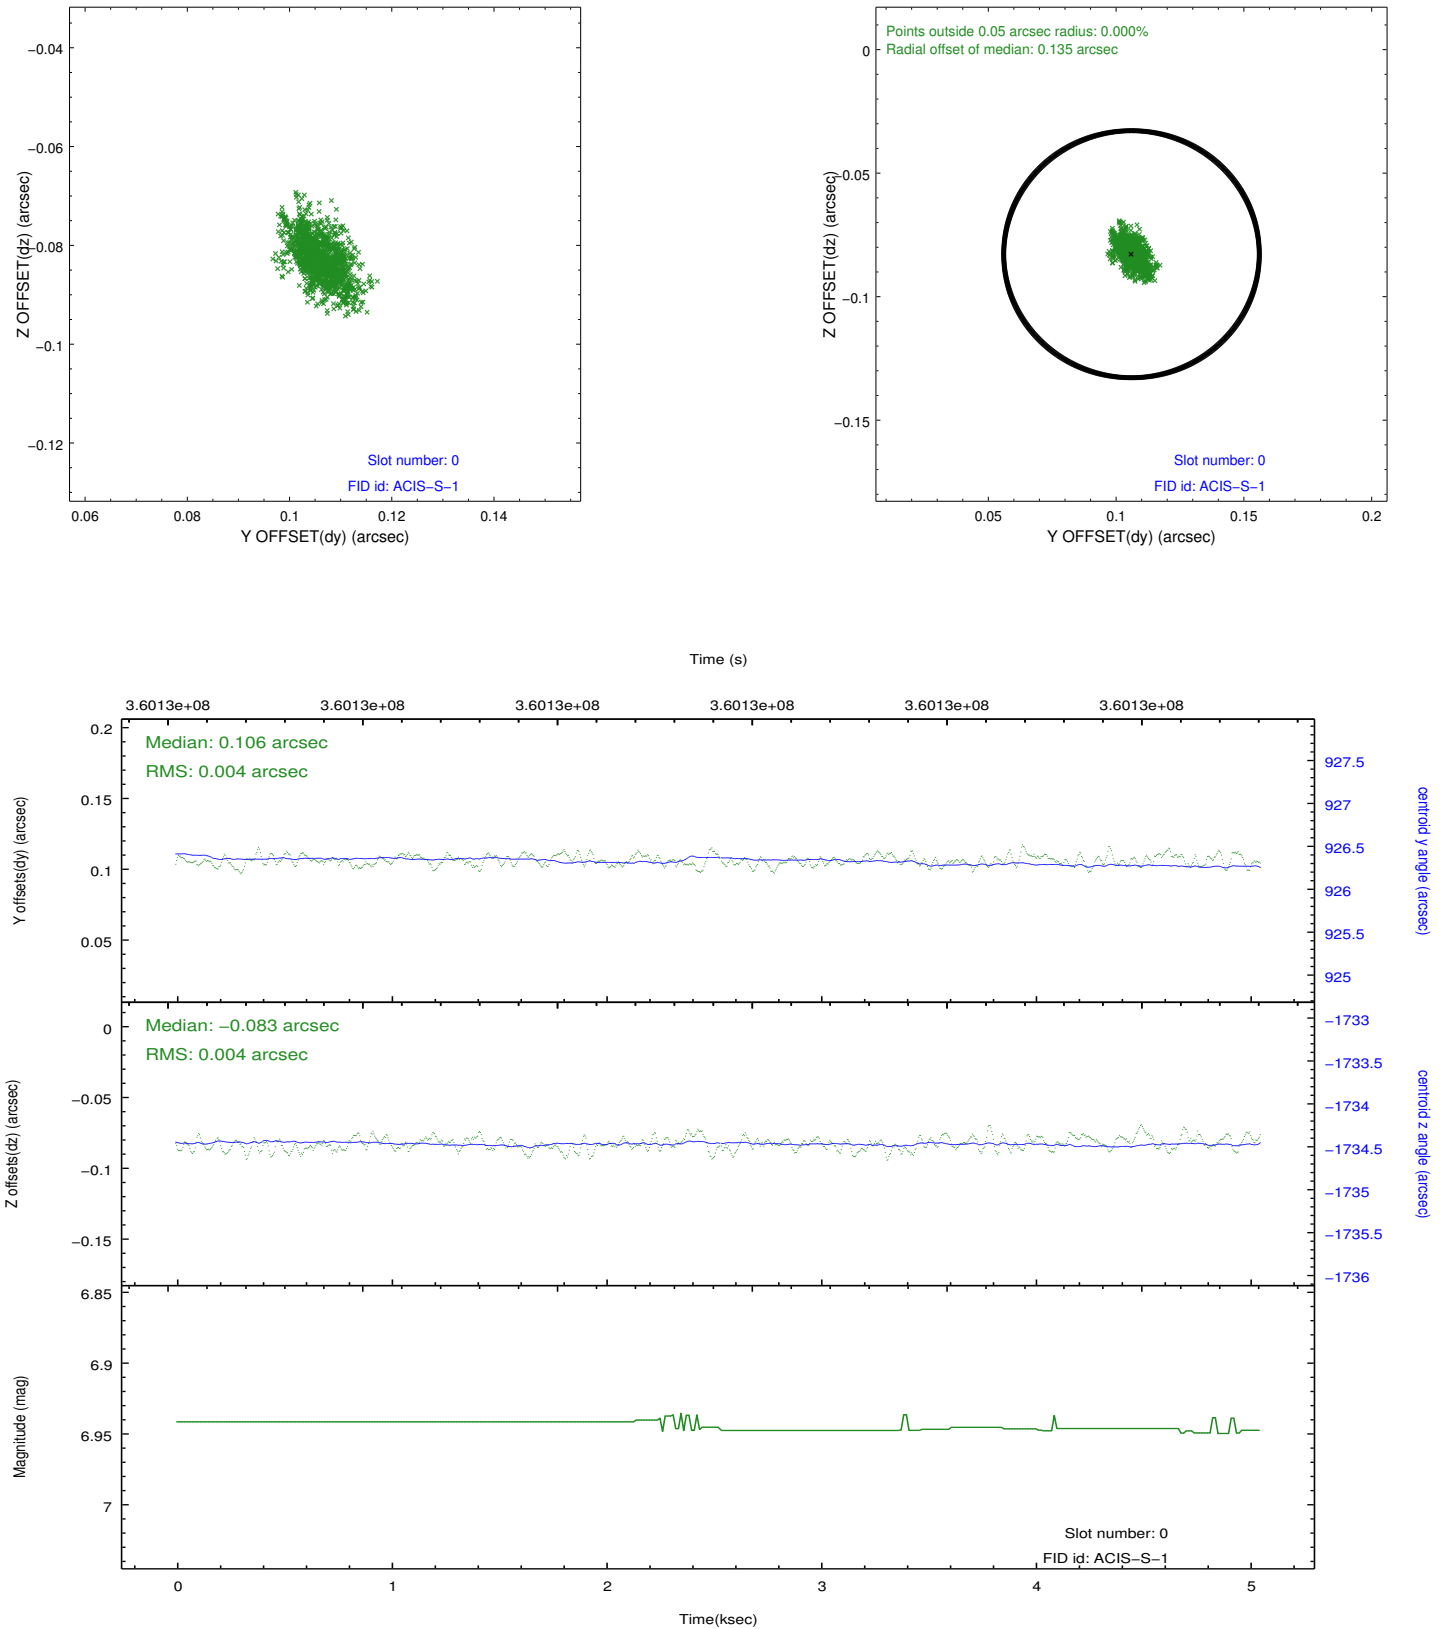 −0.04
−0.06
−0.08
−0.1
−0.12
Z OFFSET(dz) (arcsec)
Slot number: 0
FID id: ACIS−S−1
0.06
0.08
0.1
0.12
0.14
Y OFFSET(dy) (arcsec)
Points outside 0.05 arcsec radius: 0.000%
Radial offset of median: 0.135 arcsec
0
−0.05
−0.1
−0.15
Z OFFSET(dz) (arcsec)
Slot number: 0
FID id: ACIS−S−1
0.05
0.1
0.15
0.2
Y OFFSET(dy) (arcsec)
Time (s)
3.6013e+08
3.6013e+08
3.6013e+08
3.6013e+08
3.6013e+08
3.6013e+08
Median: 0.106 arcsec
RMS: 0.004 arcsec
0.2
0.15
0.1
0.05
Y offsets(dy) (arcsec)
927.5
927
926.5
926
925.5
925
centroid y angle (arcsec)
Median: −0.083 arcsec
RMS: 0.004 arcsec
0
−0.05
−0.1
−0.15
Z offsets(dz) (arcsec)
−1733
−1733.5
−1734
−1734.5
−1735
−1735.5
−1736
centroid z angle (arcsec)
6.85
6.9
6.95
7
Magnitude (mag)
Slot number: 0
FID id: ACIS−S−1
0
1
2
3
4
5
Time(ksec)